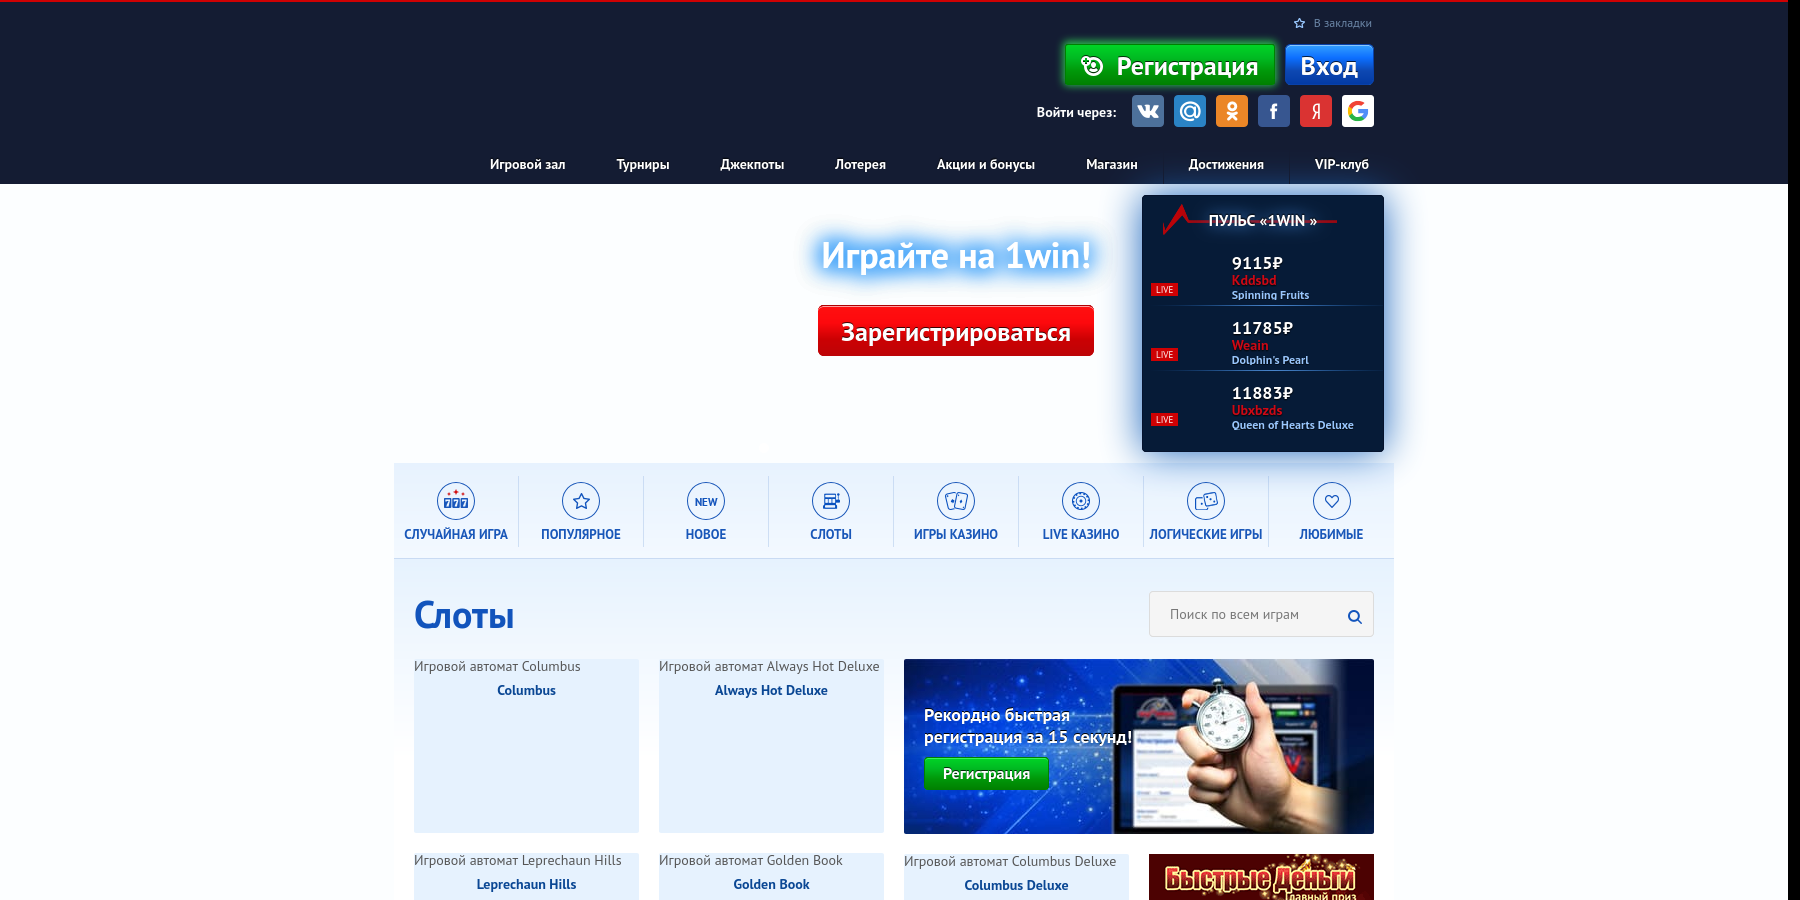 В закладки
Регистрация
Вход
Войти через:
Игровой зал
Турниры
Джекпоты
Лотерея
Акции и бонусы
Магазин
Достижения
VIP-клуб
Играйте на 1win!
Зарегистрироваться
ПУЛЬС «1WIN »
9115₽
Kddsbd
LIVE
Spinning Fruits
11785₽
Weain
LIVE
Dolphin's Pearl
11883₽
Ubxbzds
LIVE
Queen of Hearts Deluxe
777
СЛУЧАЙНАЯ ИГРА
ПОПУЛЯРНОЕ
NEW
НОВОЕ
СЛОТЫ
ИГРЫ КАЗИНО
LIVE КАЗИНО
ЛОГИЧЕСКИЕ ИГРЫ
ЛЮБИМЫЕ
Слоты
Поиск по всем играм
Игровой автомат Columbus
Columbus
Игровой автомат Always Hot Deluxe
Always Hot Deluxe
Рекордно быстрая
регистрация за 15 секунд!
Регистрация
Игровой автомат Leprechaun Hills
Leprechaun Hills
Игровой автомат Golden Book
Golden Book
Игровой автомат Columbus Deluxe
Columbus Deluxe
Быстрые Деньги
Главный приз